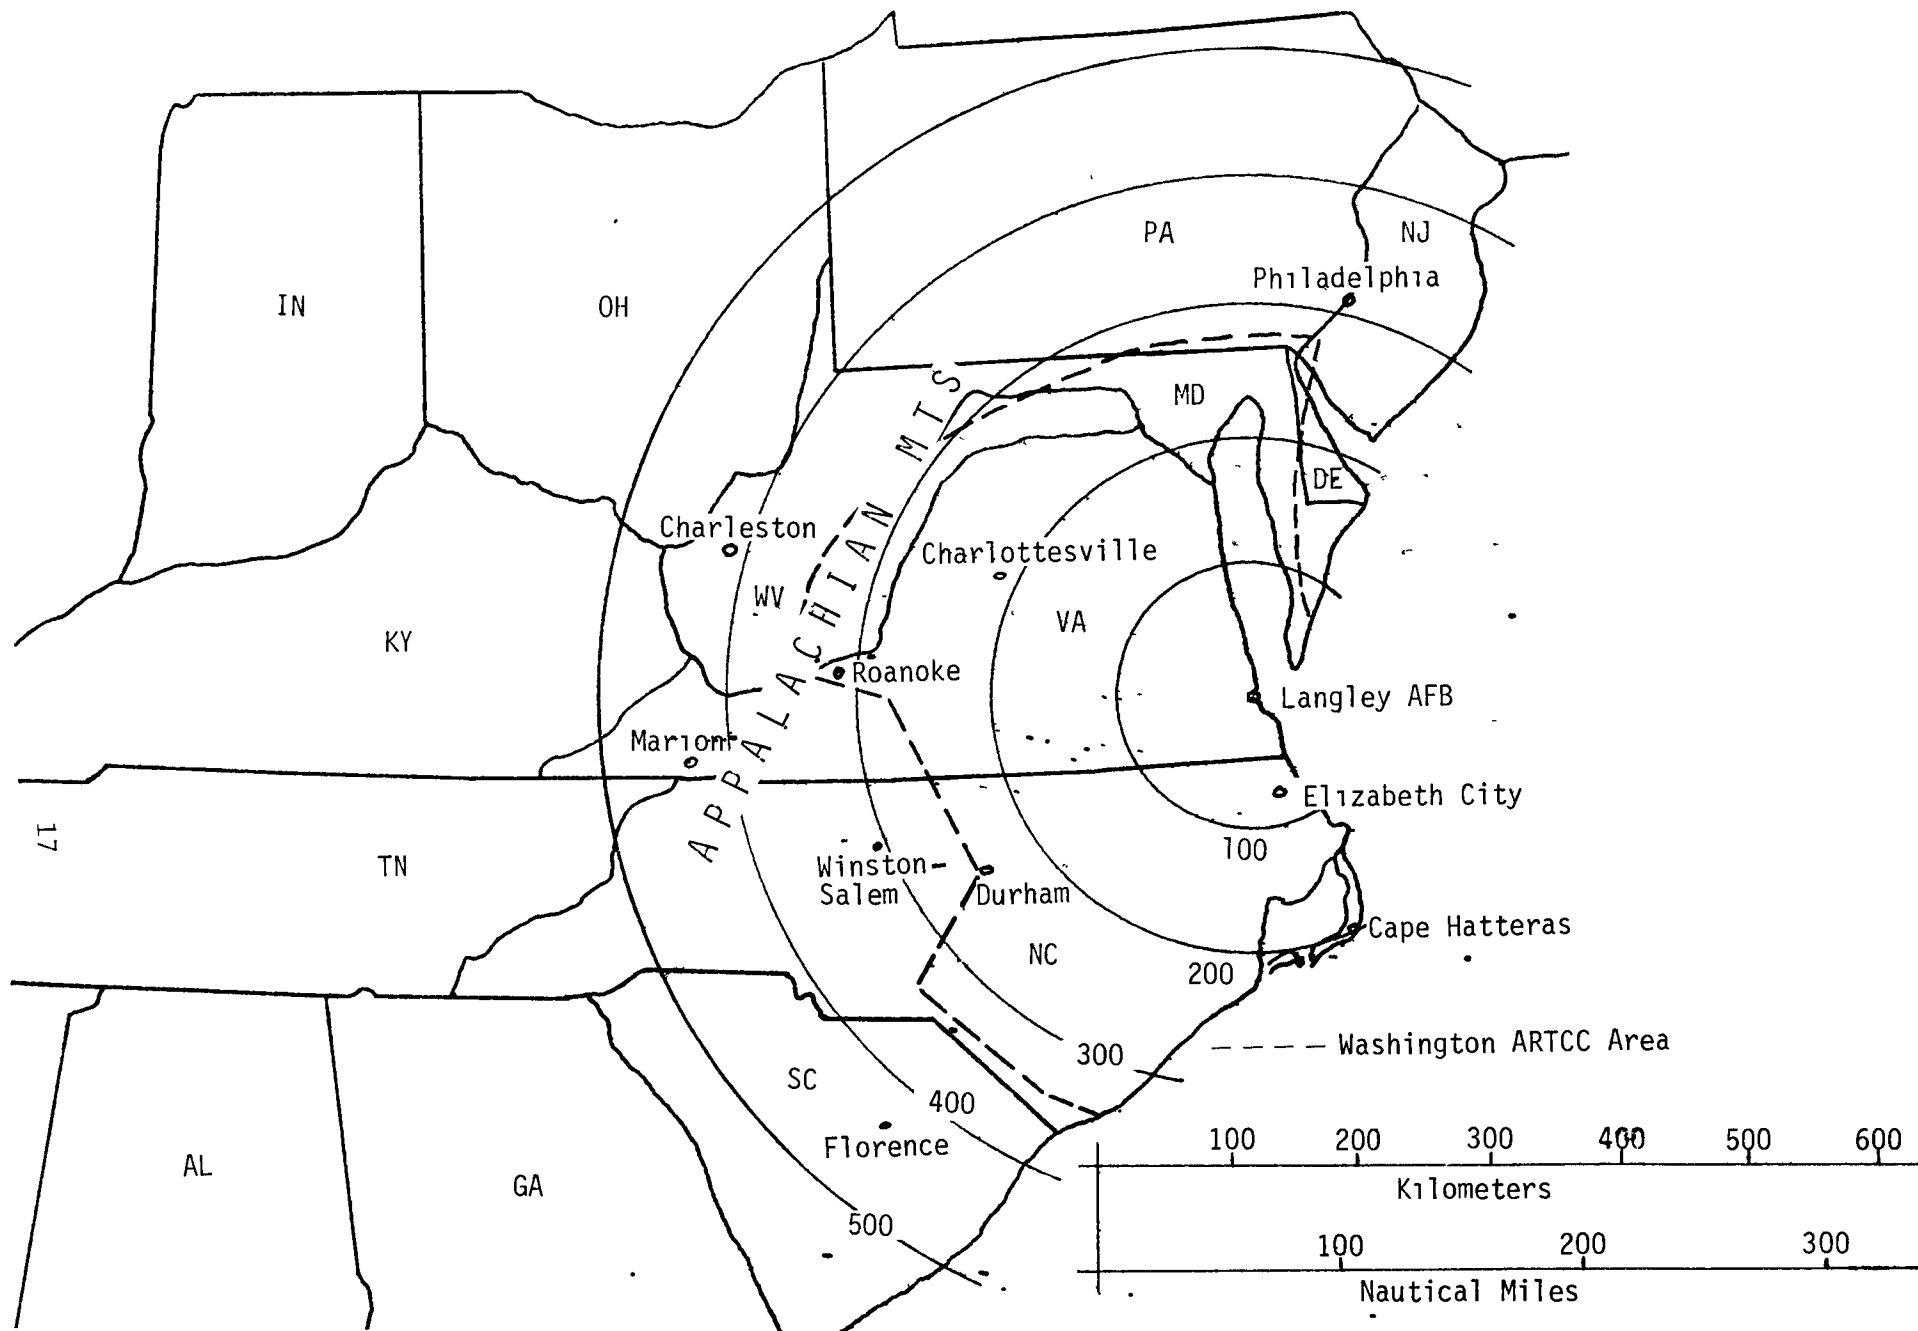 PA
NJ
Philadelphia
IN
OH
MD
DE
APPALACHIAN MTS
Charleston
Charlottesville
WV
VA
KY
Roanoke
Langley AFB
Marion
Elizabeth City
17
TN
100
Winston-
Salem
Durham
Cape Hatteras
NC
200
300
Washington ARTCC Area
SC
400
Florence
AL
GA
500
100 200 300 400 500 600
Kilometers
100 200 300
Nautical Miles